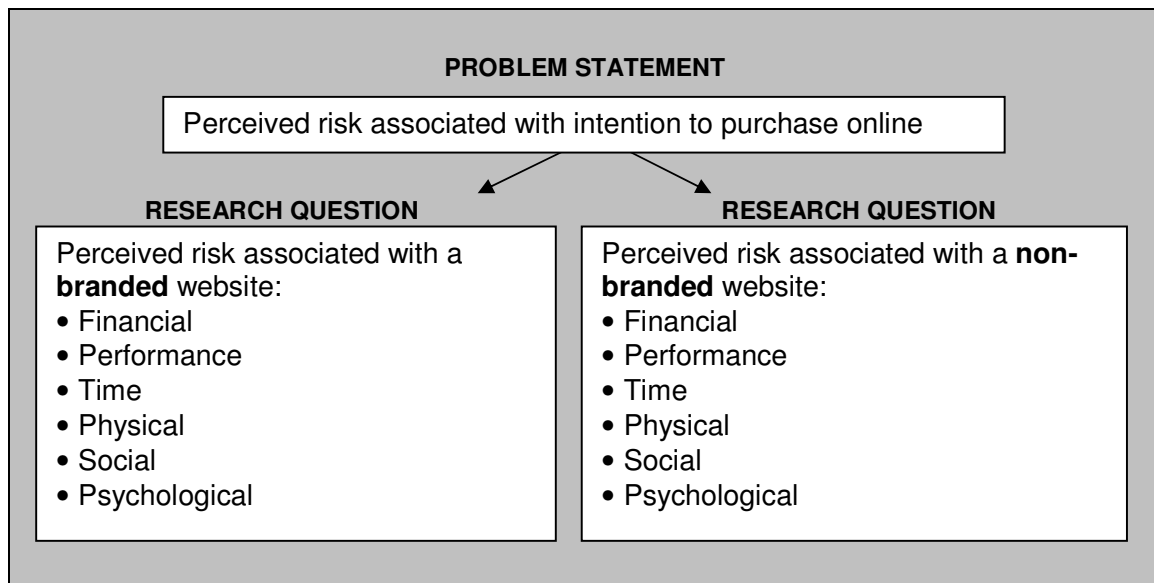 PROBLEM STATEMENT
Perceived risk associated with intention to purchase online
RESEARCH QUESTION
Perceived risk associated with a
branded website:
• Financial
• Performance
• Time
• Physical
• Social
• Psychological
RESEARCH QUESTION
Perceived risk associated with a non-
branded website:
• Financial
• Performance
• Time
• Physical
• Social
• Psychological